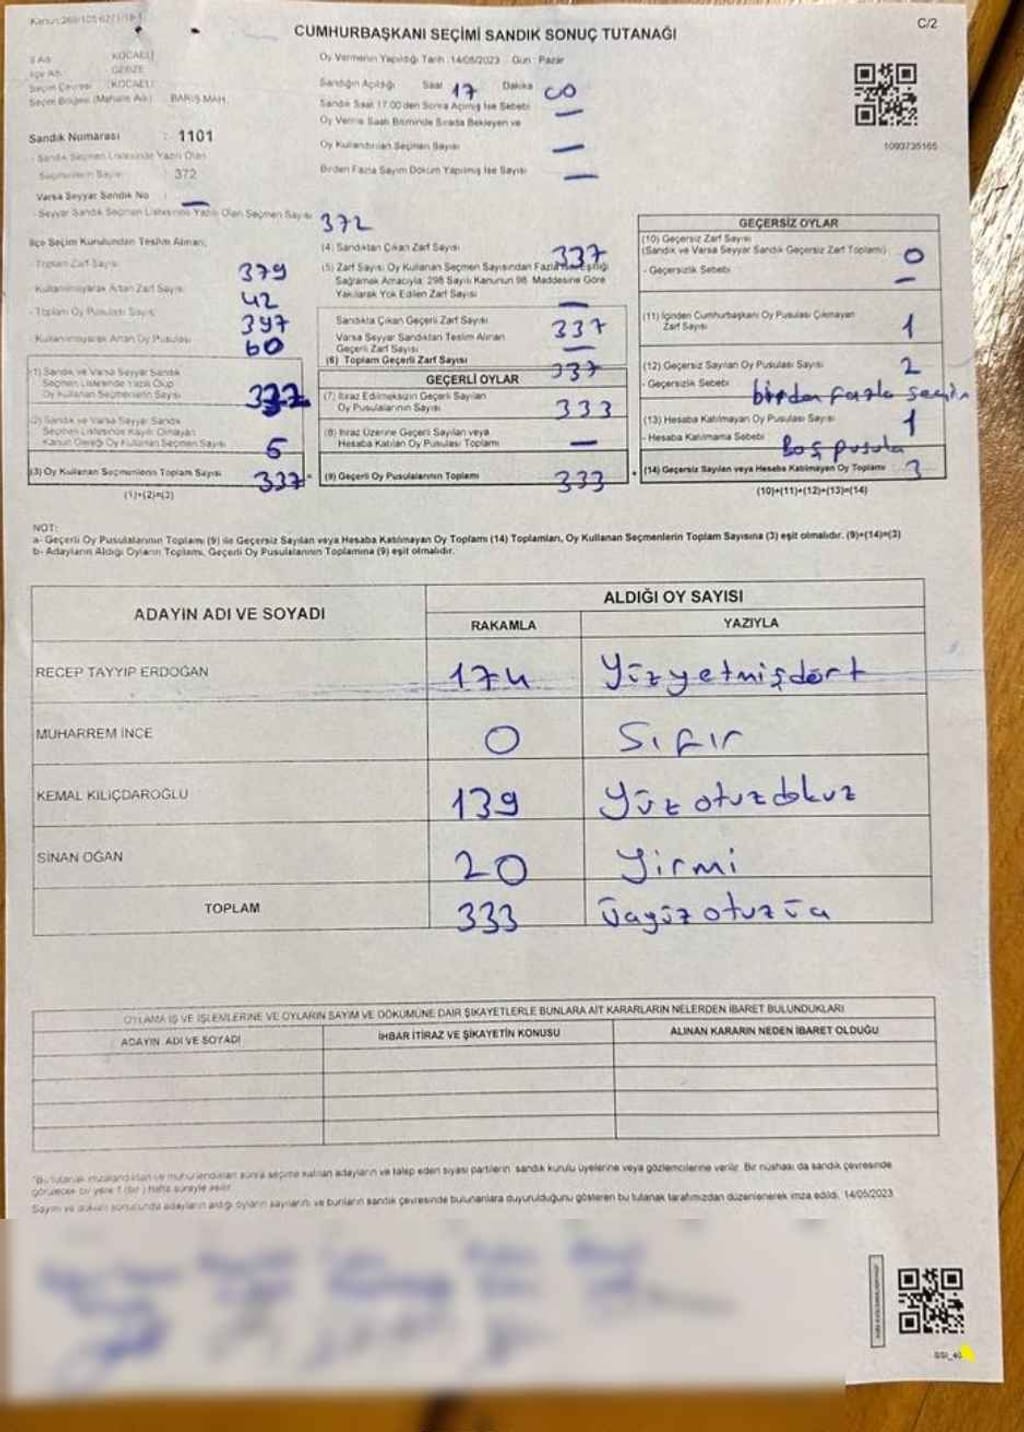 Kanun:269/105 62/1/18-1
C/2
CUMHURBAŞKANI SEÇİMİ SANDIK SONUÇ TUTANAĞI
Oy Vermenin Yapıldığı Tarih: 14/05/2023 Gün: Pazar
İl Adı KOCAELİ
İlçe Adı GEBZE
Seçim Çevresi (KOCAELİ
Seçim Bölgesi (Mahalle Adı) BARIŞ MAH.
Sandığın Açıldığı Saat 17 Dakika 00
Sandık Saat 17.00'den Sonra Açılmış İse Sebebi —
Oy Verme Saati Bitiminde Sırada Bekleyen ve
Oy Kullandırılan Seçmen Sayısı —
Birden Fazla Sayım Döküm Yapılmış İse Sayısı —
1093735165
Sandık Numarası : 1101
- Sandık Seçmen Listesinde Yazılı Olan
Seçmenlerin Sayısı : 372
Varsa Seyyar Sandık No : —
- Seyyar Sandık Seçmen Listesinde Yazılı Olan Seçmen Sayısı 372
İlçe Seçim Kurulundan Teslim Alınan;
- Toplam Zarf Sayısı 379
- Kullanılmayarak Artan Zarf Sayısı 42
- Toplam Oy Pusulası Sayısı 397
- Kullanılmayarak Artan Oy Pusulası 60
(1) Sandık ve Varsa Seyyar Sandık
Seçmen Listesinde Yazılı Olup
Oy Kullanan Seçmenlerin Sayısı
(2) Sandık ve Varsa Seyyar Sandık
Seçmen Listesinde Kayıtlı Olmayan
Kanun Gereği Oy Kullanan Seçmen Sayısı 5
(3) Oy Kullanan Seçmenlerin Toplam Sayısı 337
(1)+(2)=(3)
(4) Sandıktan Çıkan Zarf Sayısı 337
(5) Zarf Sayısı Oy Kullanan Seçmen Sayısından Fazla İse Eşitliği
Sağlamak Amacıyla; 298 Sayılı Kanunun 98. Maddesine Göre
Yakılarak Yok Edilen Zarf Sayısı —
Sandıkta Çıkan Geçerli Zarf Sayısı 337
Varsa Seyyar Sandıktan Teslim Alınan
Geçerli Zarf Sayısı —
(6) Toplam Geçerli Zarf Sayısı 337
GEÇERLİ OYLAR
(7) İtiraz Edilmeksizin Geçerli Sayılan
Oy Pusulalarının Sayısı 333
(8) İtiraz Üzerine Geçerli Sayılan veya
Hesaba Katılan Oy Pusulası Toplamı —
(9) Geçerli Oy Pusulalarının Toplamı 333
GEÇERSİZ OYLAR
(10) Geçersiz Zarf Sayısı
(Sandık ve Varsa Seyyar Sandık Geçersiz Zarf Toplamı) 0
- Geçersizlik Sebebi —
(11) İçinden Cumhurbaşkanı Oy Pusulası Çıkmayan
Zarf Sayısı 1
(12) Geçersiz Sayılan Oy Pusulası Sayısı 2
- Geçersizlik Sebebi birden fazla seçim
(13) Hesaba Katılmayan Oy Pusulası Sayısı 1
- Hesaba Katılmama Sebebi Boş pusula
(14) Geçersiz Sayılan veya Hesaba Katılmayan Oy Toplamı 3
(10)+(11)+(12)+(13)=(14)
NOT:
a- Geçerli Oy Pusulalarının Toplamı (9) ile Geçersiz Sayılan veya Hesaba Katılmayan Oy Toplamı (14) Toplamları, Oy Kullanan Seçmenlerin Toplam Sayısına (3) eşit olmalıdır. (9)+(14)=(3)
b- Adayların Aldığı Oyların Toplamı, Geçerli Oy Pusulalarının Toplamına (9) eşit olmalıdır.
ADAYIN ADI VE SOYADI
ALDIĞI OY SAYISI
RAKAMLA YAZIYLA
RECEP TAYYIP ERDOĞAN 174 Yüzyetmişdört
MUHARREM İNCE 0 Sıfır
KEMAL KILIÇDAROĞLU 139 Yüzotuzdokuz
SİNAN OĞAN 20 Yirmi
TOPLAM 333 üçyüzotuzüç
OYLAMA İŞ VE İŞLEMLERİNE VE OYLARIN SAYIM VE DÖKÜMÜNE DAİR ŞİKAYETLERLE BUNLARA AİT KARARLARIN NELERDEN İBARET BULUNDUKLARI
ADAYIN ADI VE SOYADI İHBAR İTİRAZ VE ŞİKAYETİN KONUSU ALINAN KARARIN NEDEN İBARET OLDUĞU
"Bu tutanak imzalandıktan ve mühürlendikten sonra seçime katılan adayların ve talep eden siyasi partilerin sandık kurulu üyelerine veya gözlemcilerine verilir. Bir nüshası da sandık çevresinde
görülecek bir yere 1 (bir) hafta süreyle asılır.
Sayım ve döküm sonucunda adayların aldığı oyların sayılarını ve bunların sandık çevresinde bulunanlara duyurulduğunu gösteren bu tutanak tarafımızdan düzenlenerek imza edildi. 14/05/2023